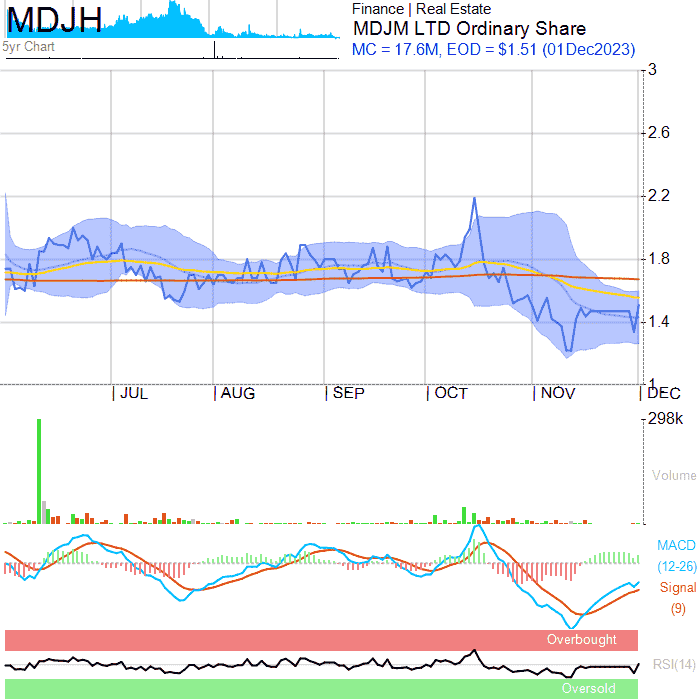 MDJH
Finance | Real Estate
MDJM LTD Ordinary Share
5yr Chart
MC = 17.6M, EOD = $1.51 (01Dec2023)
3
2.6
2.2
1.8
1.4
1
| JUL | AUG | SEP | OCT | NOV | DEC
298k
Volume
MACD
(12-26)
Signal
(9)
Overbought
RSI(14)
Oversold